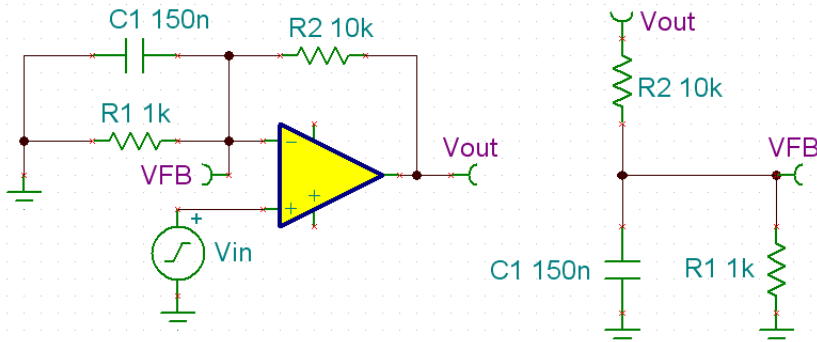 C1 150n
R2 10k
R1 1k
VFB
Vout
Vin
Vout
R2 10k
VFB
C1 150n
R1 1k